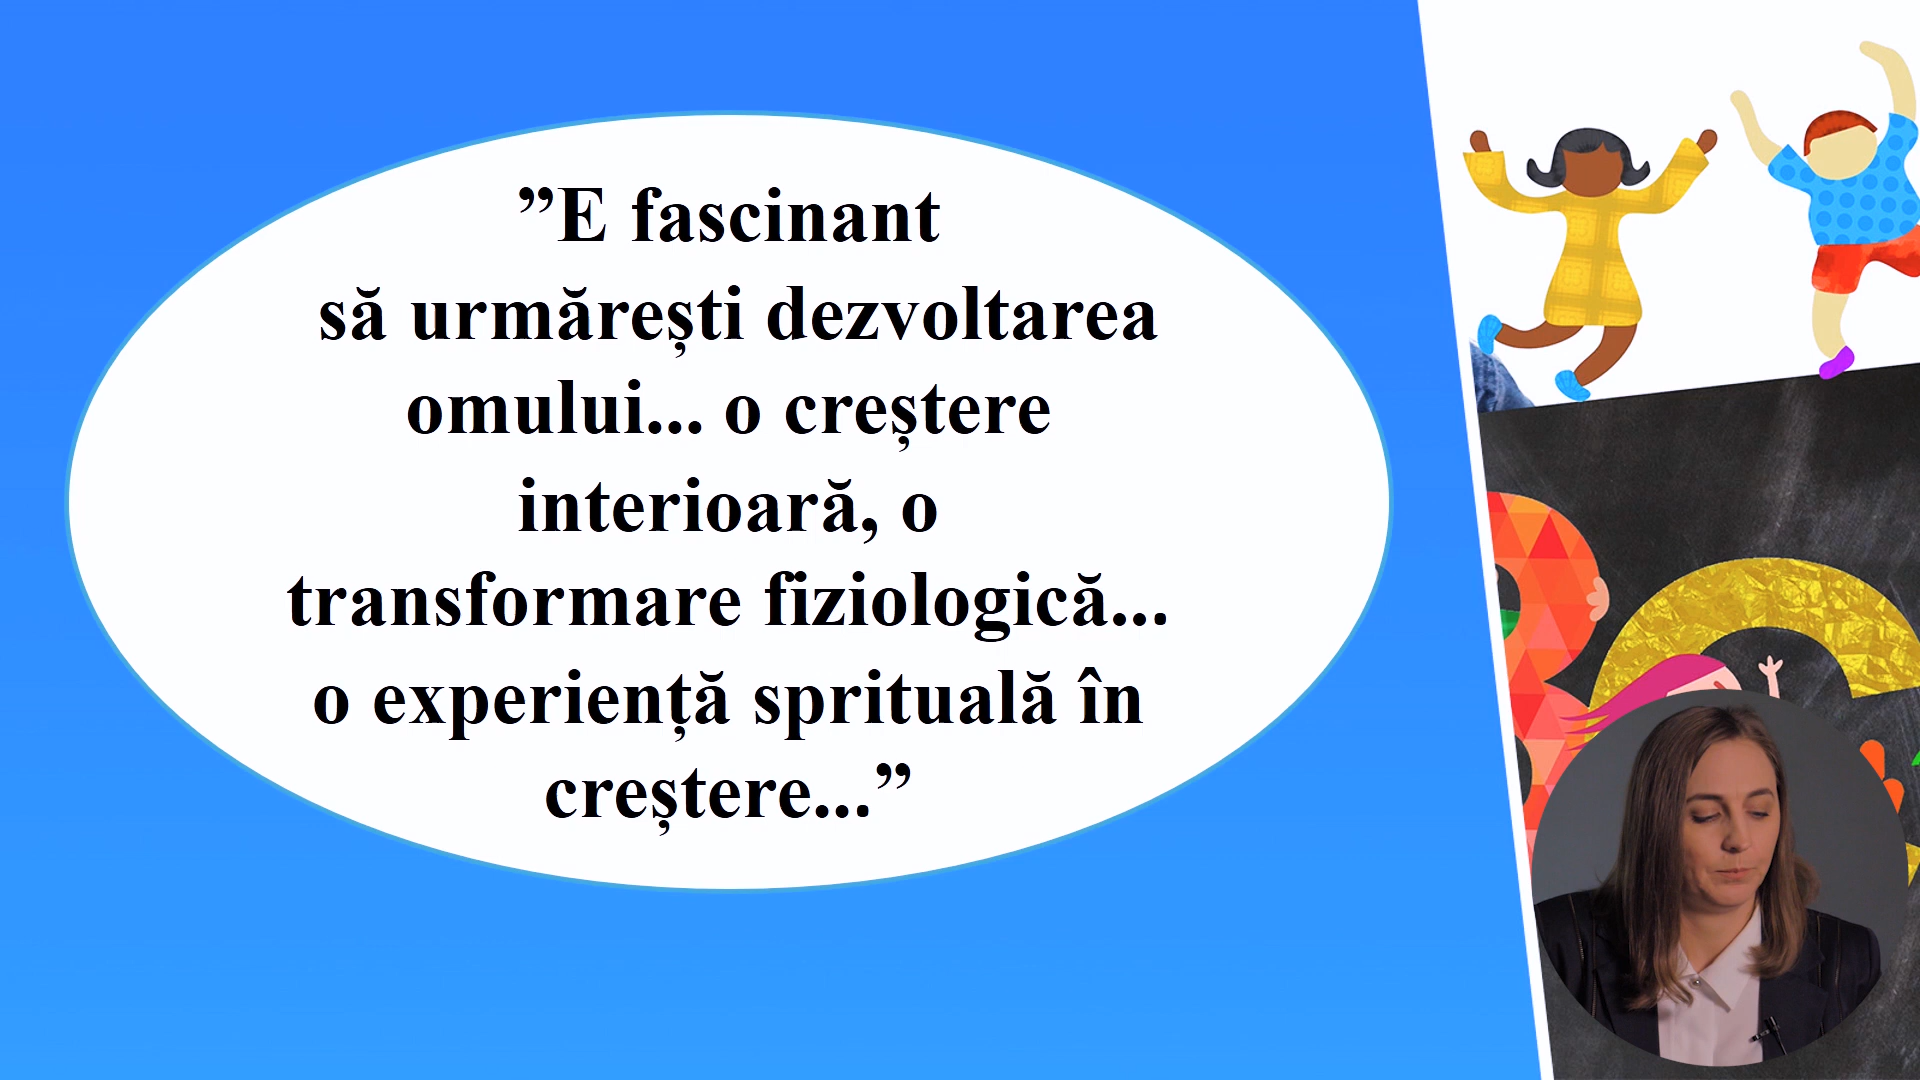 ”E fascinant
să urmărești dezvoltarea
omului... o creștere
interioară, o
transformare fiziologică...
o experiență sprituală în
creștere...”